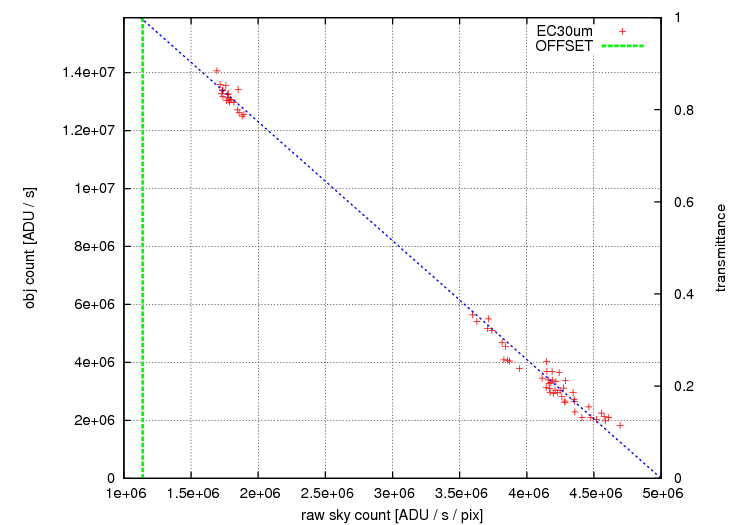 EC30um
OFFSET
1
1.4e+07
0.8
1.2e+07
1e+07
0.6
8e+06
6e+06
0.4
4e+06
0.2
2e+06
0
0
1e+06 1.5e+06 2e+06 2.5e+06 3e+06 3.5e+06 4e+06 4.5e+06 5e+06
raw sky count [ADU / s / pix]
obj count [ADU / s]
transmittance